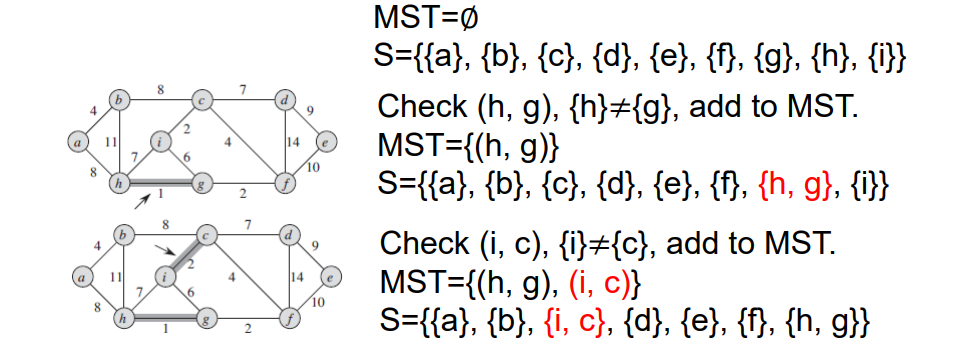 MST=∅
S={{a}, {b}, {c}, {d}, {e}, {f}, {g}, {h}, {i}}
Check (h, g), {h}≠{g}, add to MST.
MST={(h, g)}
S={{a}, {b}, {c}, {d}, {e}, {f}, {h, g}, {i}}
Check (i, c), {i}≠{c}, add to MST.
MST={(h, g), (i, c)}
S={{a}, {b}, {i, c}, {d}, {e}, {f}, {h, g}}
8 7
b c d
4 9
2
a 11 i 4 14 e
7 6
8 10
h g f
1 2
8 7
b c d
4 9
2
a 11 i 4 14 e
7 6
8 10
h g f
1 2